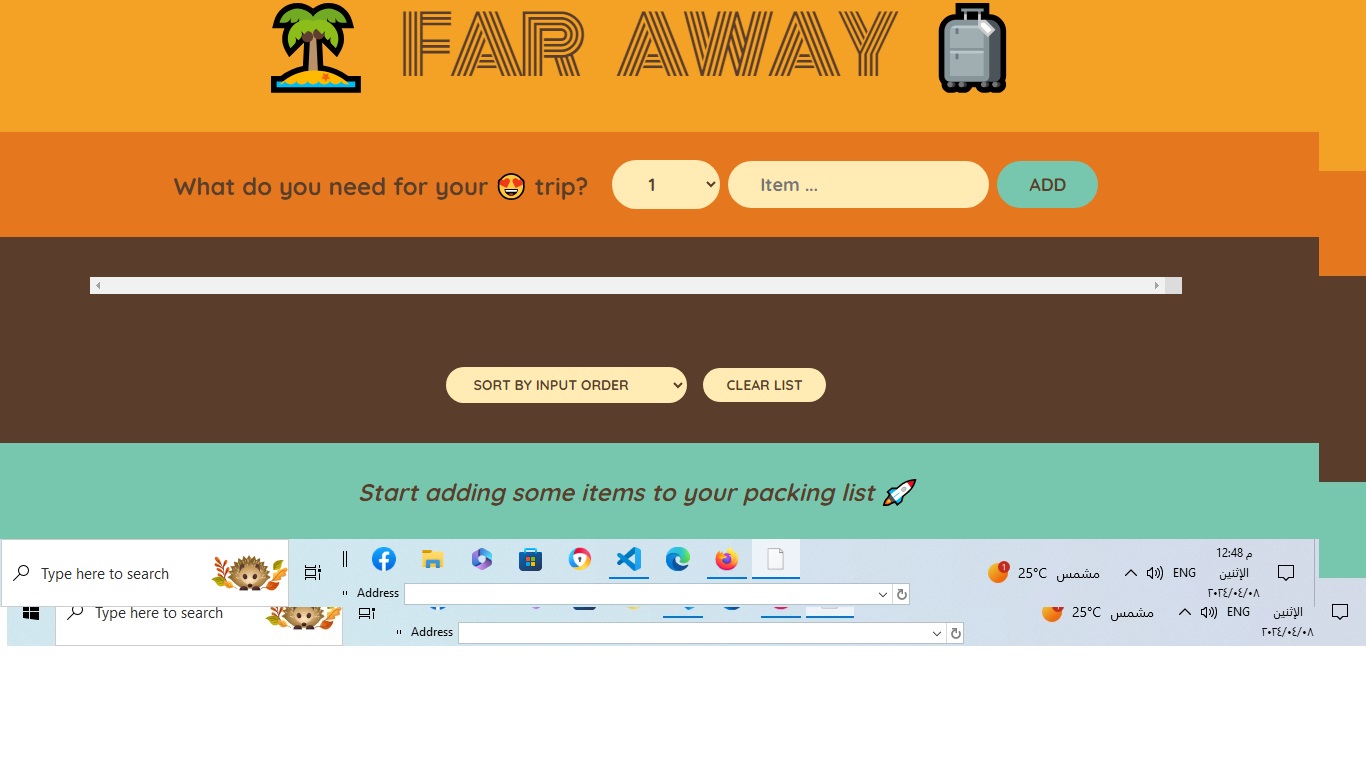 FAR AWAY
What do you need for your 😍 trip? 1 Item ... ADD
SORT BY INPUT ORDER CLEAR LIST
Start adding some items to your packing list 🚀
Type here to search
1 25°C مشمس ENG
12:48 م
الإثنين
٢٠٢٤/٠٤/٠٨
Address
Type here to search
25°C مشمس ENG
الإثنين
٢٠٢٤/٠٤/٠٨
Address